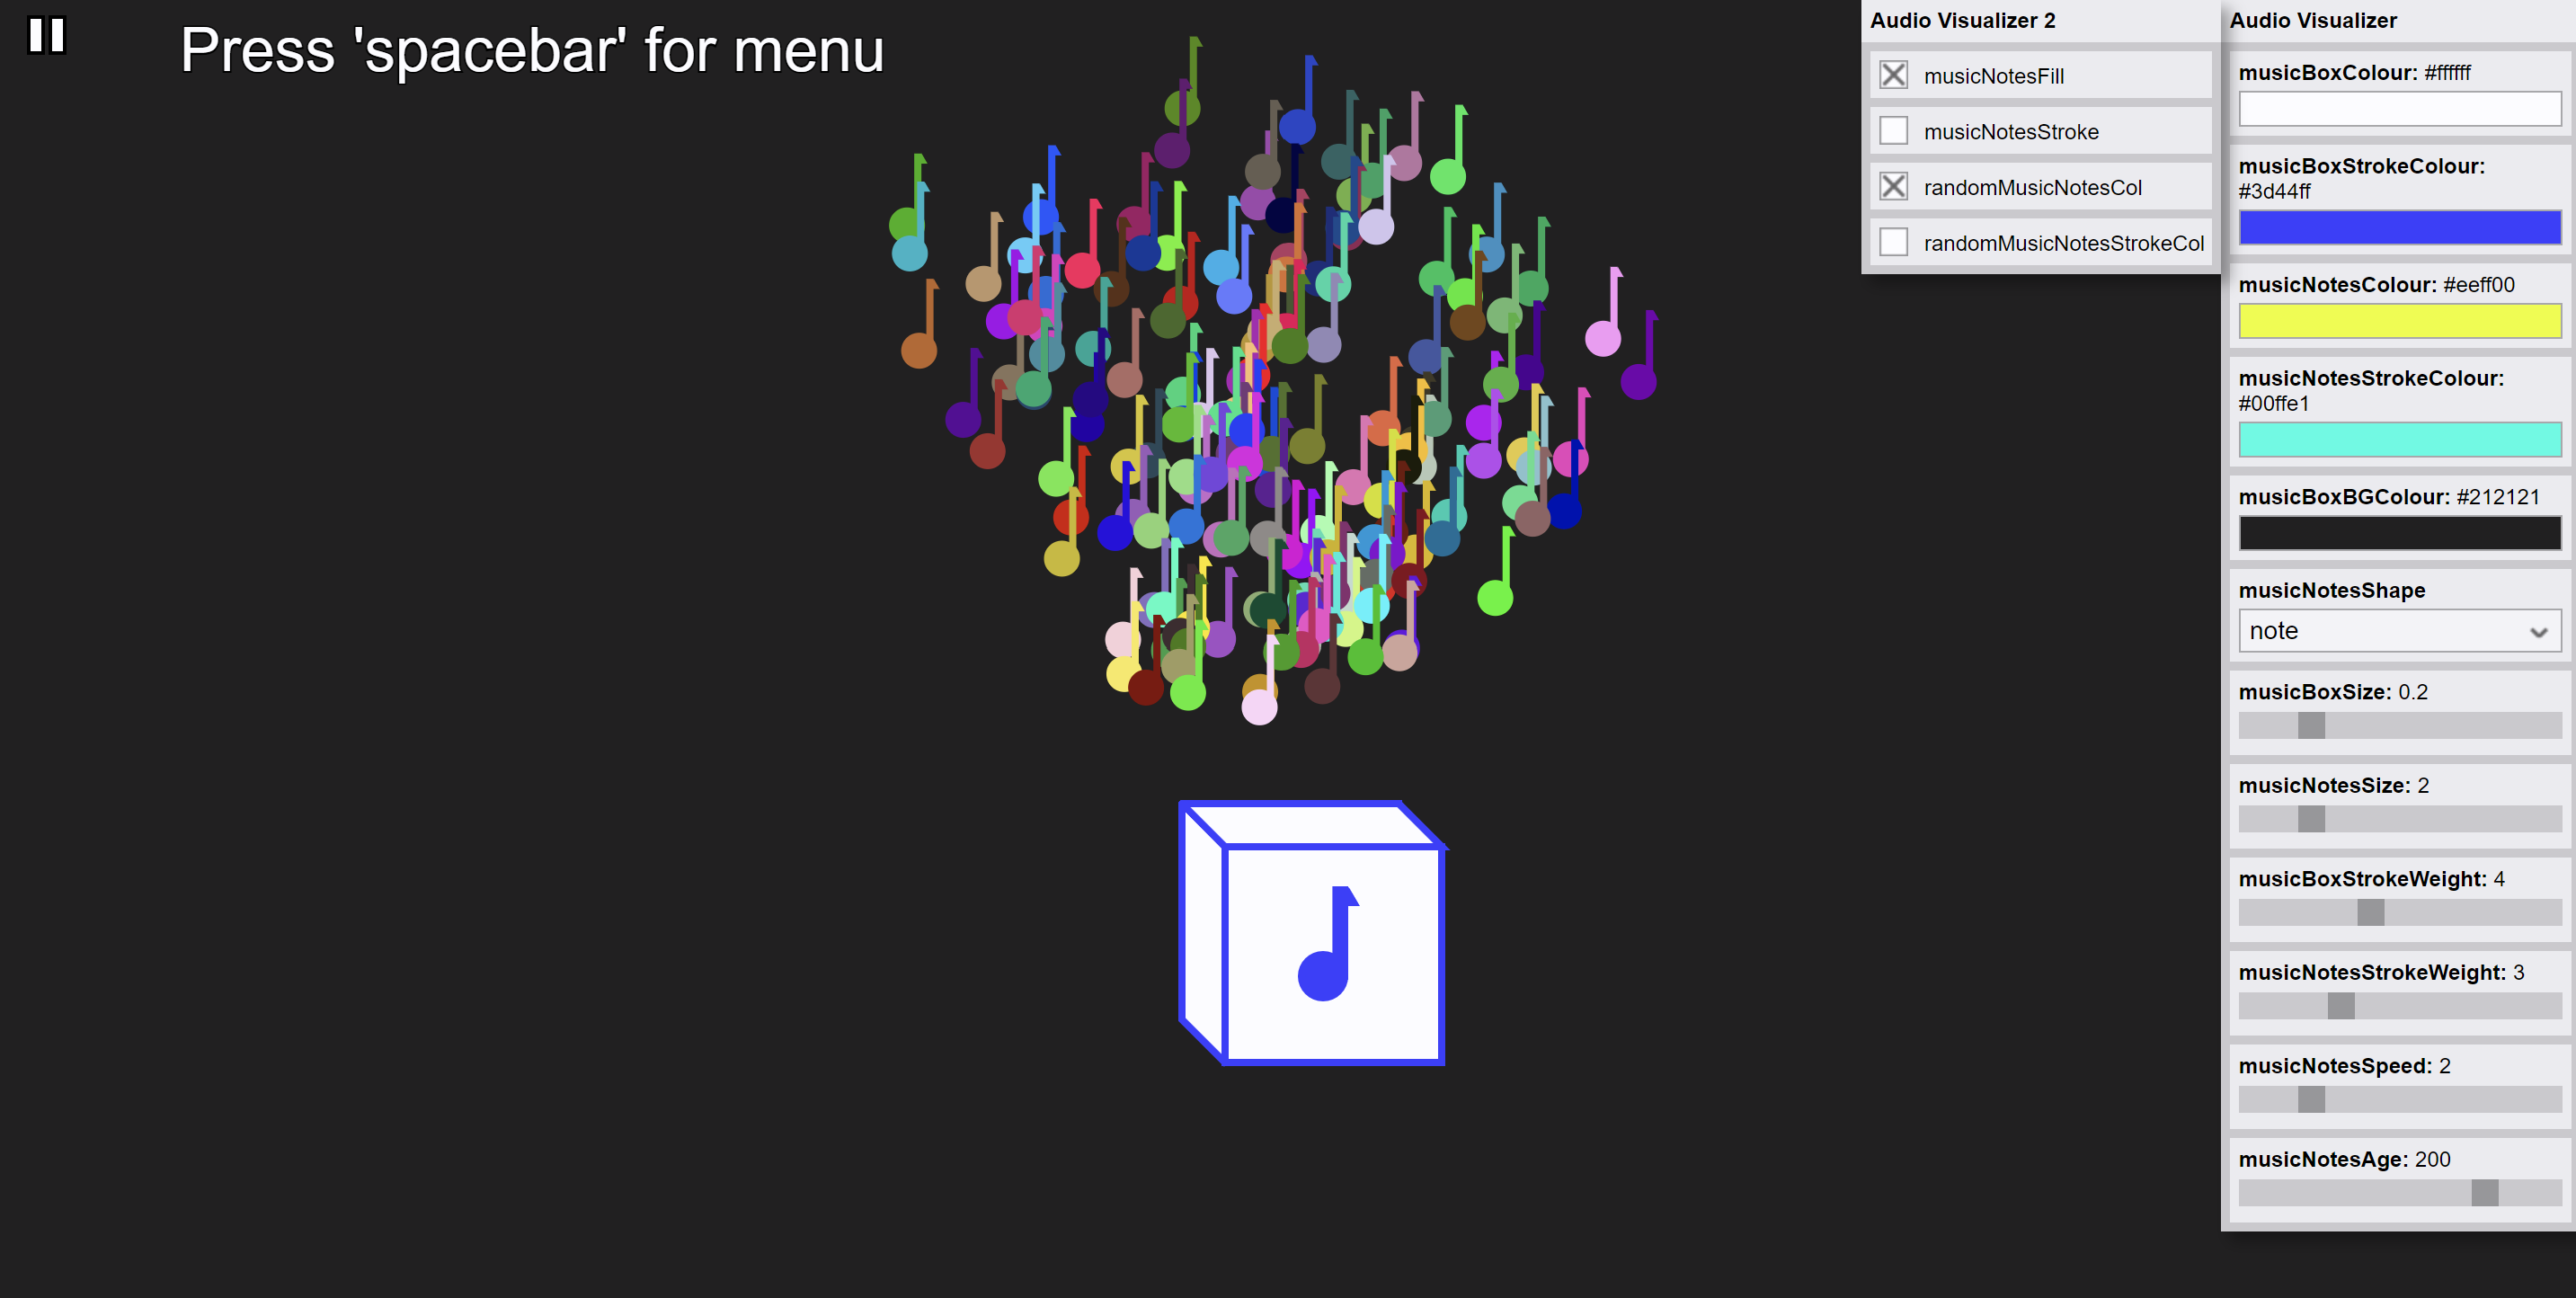 Press 'spacebar' for menu
Audio Visualizer 2
musicNotesFill
musicNotesStroke
randomMusicNotesCol
randomMusicNotesStrokeCol
Audio Visualizer
musicBoxColour: #ffffff
musicBoxStrokeColour:
#3d44ff
musicNotesColour: #eeff00
musicNotesStrokeColour:
#00ffe1
musicBoxBGColour: #212121
musicNotesShape
note
musicBoxSize: 0.2
musicNotesSize: 2
musicBoxStrokeWeight: 4
musicNotesStrokeWeight: 3
musicNotesSpeed: 2
musicNotesAge: 200